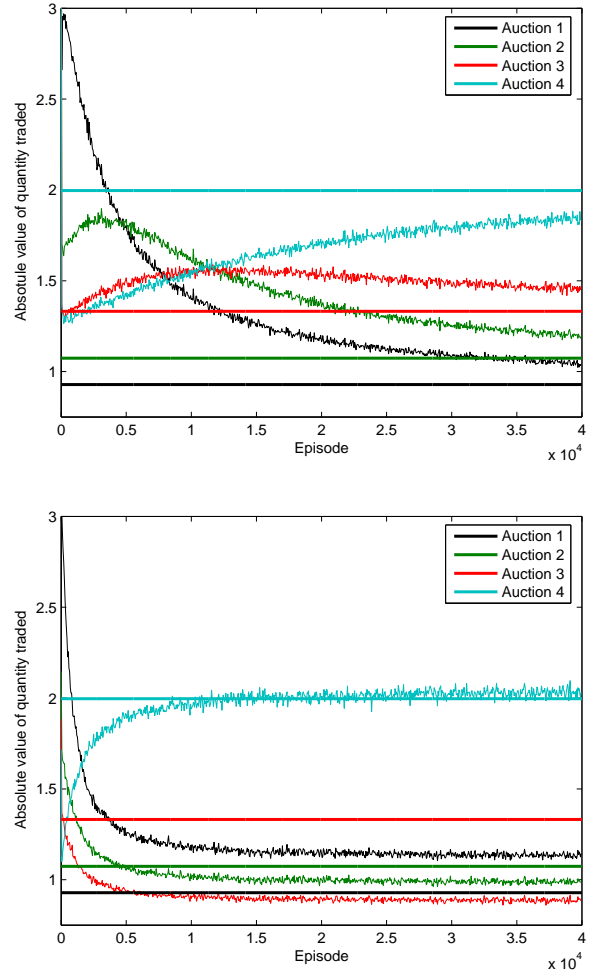 3
2.5
2
1.5
1
0 0.5 1 1.5 2 2.5 3 3.5 4
x 10^4
Episode
Absotute value of quantity traded
Auction 1
Auction 2
Auction 3
Auction 4
3
2.5
2
1.5
1
0 0.5 1 1.5 2 2.5 3 3.5 4
x 10^4
Episode
Absolute value of quantity traded
Auction 1
Auction 2
Auction 3
Auction 4